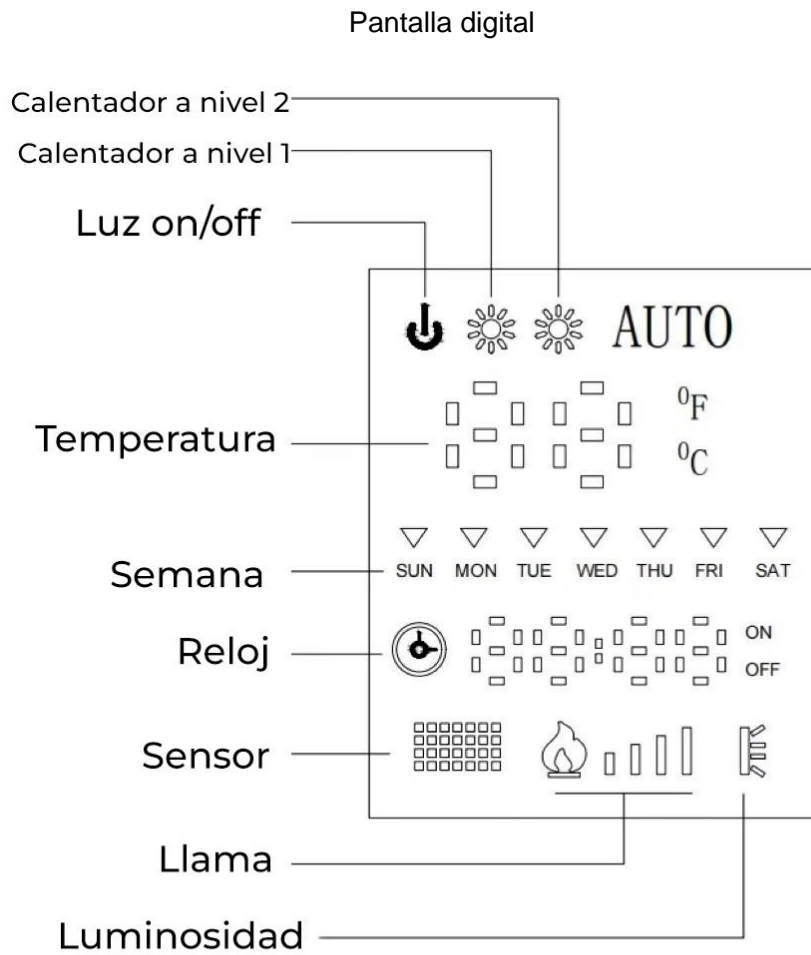 Pantalla digital
Calentador a nivel 2
Calentador a nivel 1
Luz on/off
AUTO
⁰F
Temperatura
⁰C
Semana
SUN MON TUE WED THU FRI SAT
Reloj
ON
OFF
Sensor
Llama
Luminosidad